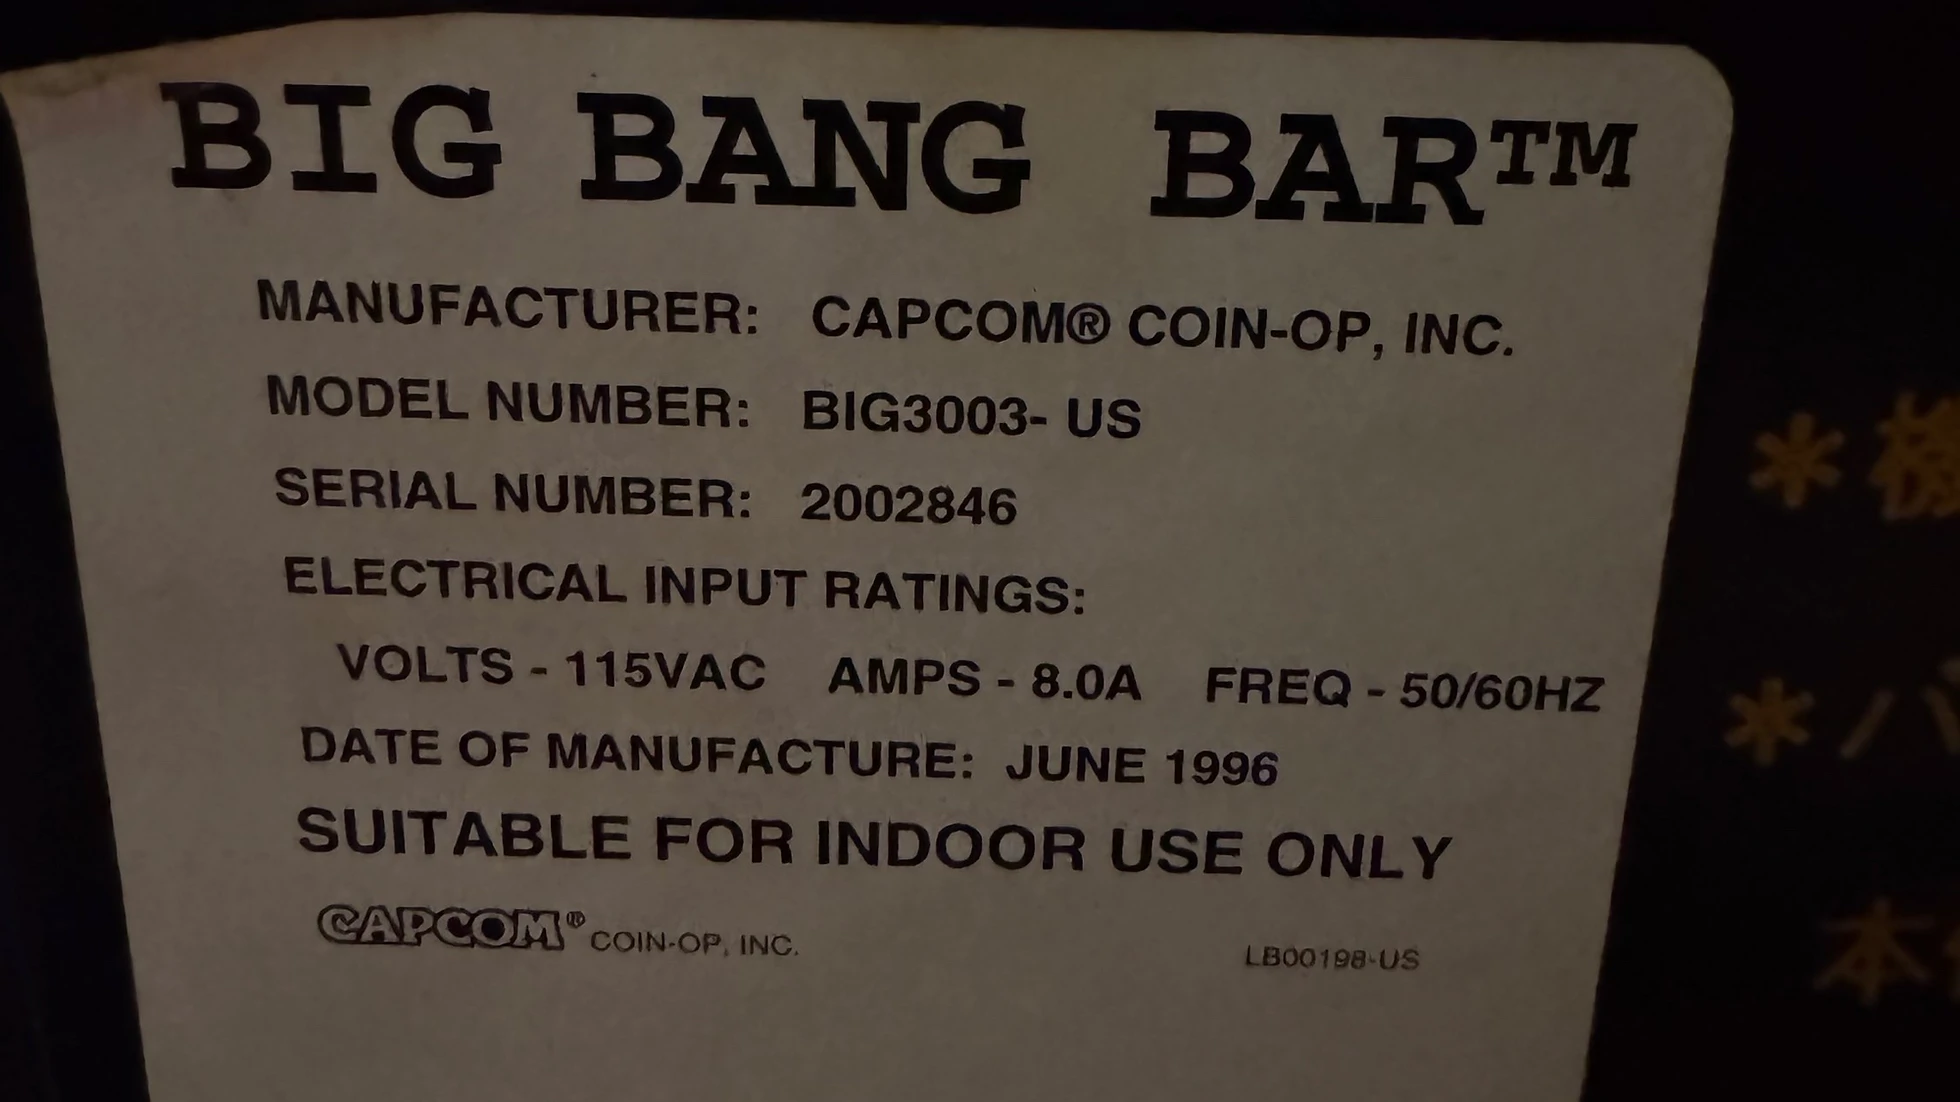 BIG BANG BAR™
MANUFACTURER: CAPCOM® COIN-OP, INC.
MODEL NUMBER: BIG3003- US
SERIAL NUMBER: 2002846
ELECTRICAL INPUT RATINGS:
VOLTS - 115VAC AMPS - 8.0A FREQ - 50/60HZ
DATE OF MANUFACTURE: JUNE 1996
SUITABLE FOR INDOOR USE ONLY
CAPCOM® COIN-OP, INC.
LB00198-US
本